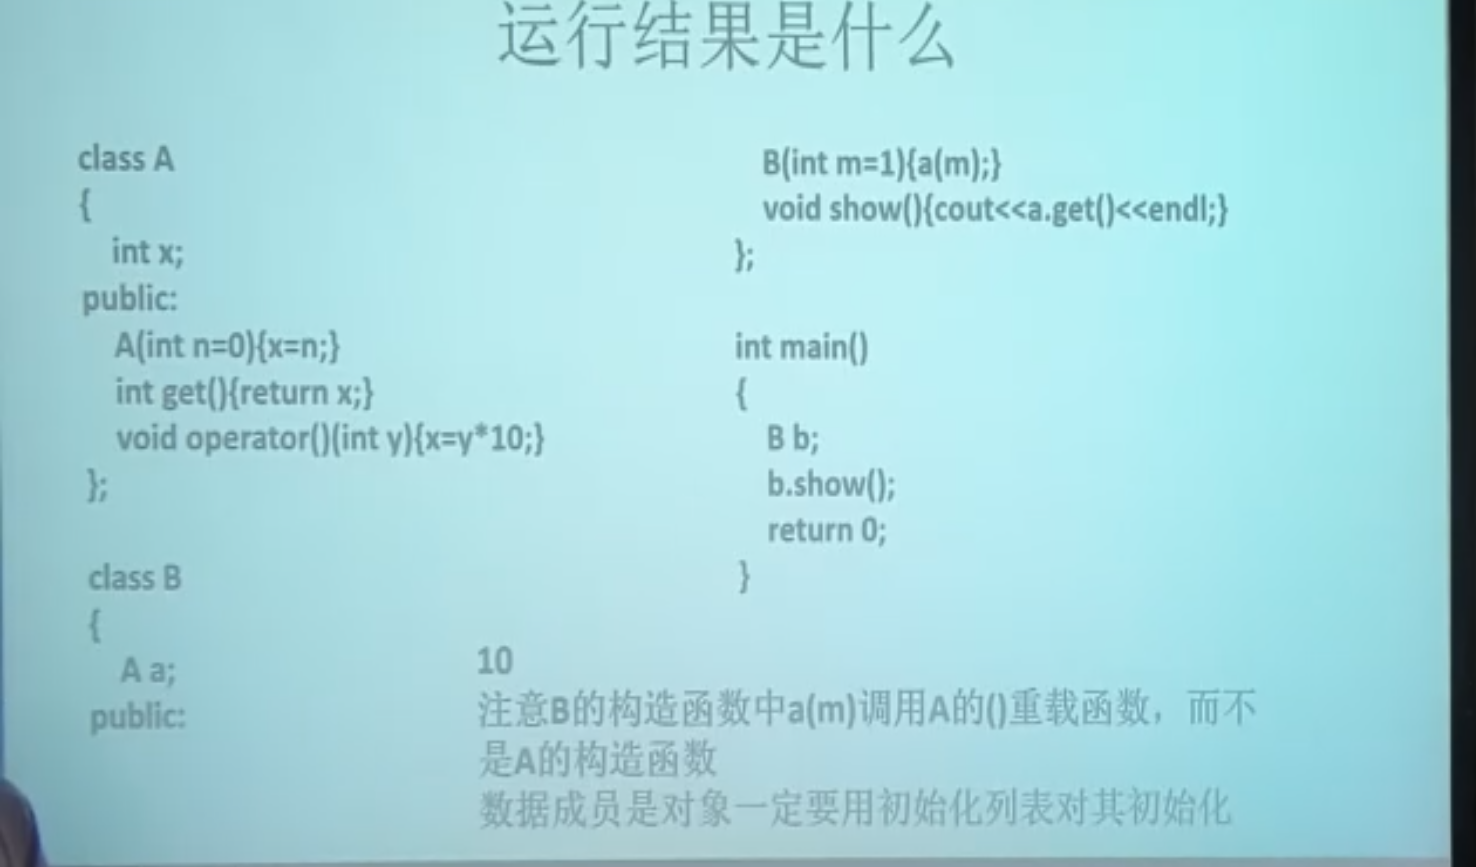 运行结果是什么
class A
{
int x;
public:
A(int n=0){x=n;}
int get(){return x;}
void operator()(int y){x=y*10;}
};
class B
{
A a;
public:
B(int m=1){a(m);}
void show(){cout<<a.get()<<endl;}
};
int main()
{
B b;
b.show();
return 0;
}
10
注意B的构造函数中a(m)调用A的()重载函数，而不
是A的构造函数
数据成员是对象一定要用初始化列表对其初始化